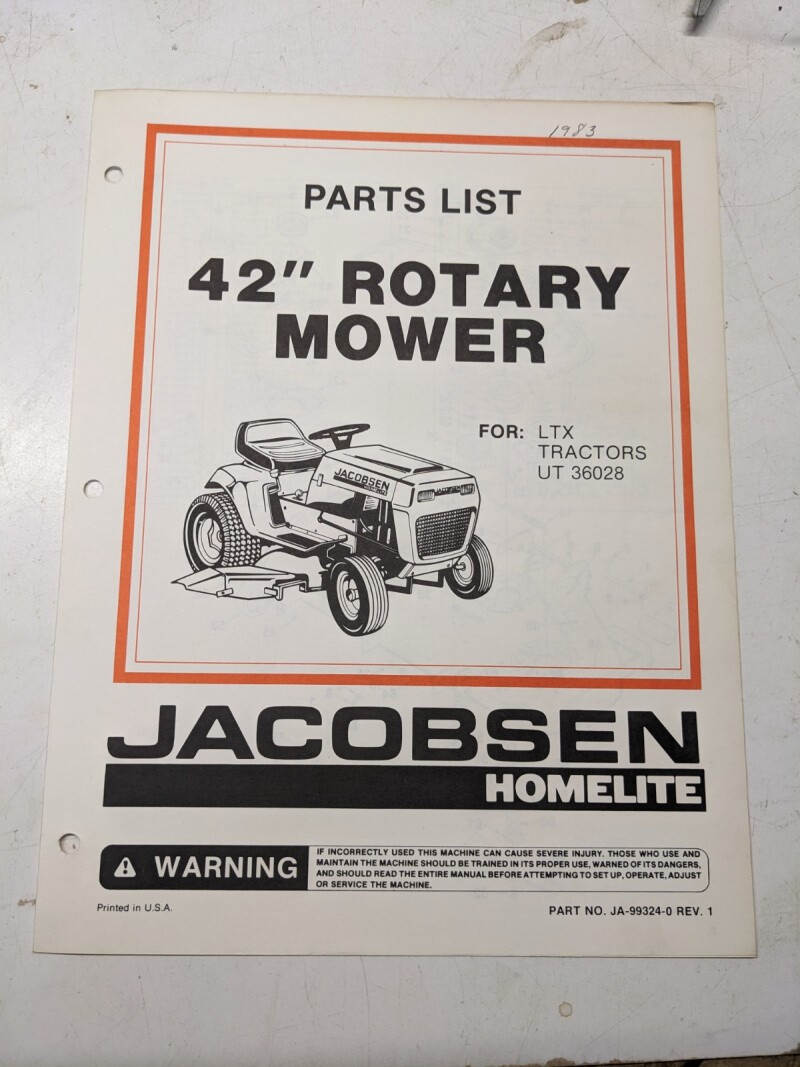 1983
PARTS LIST
42" ROTARY
MOWER
FOR: LTX
TRACTORS
UT 36028
JACOBSEN
JACOBSEN
HOMELITE
WARNING
IF INCORRECTLY USED THIS MACHINE CAN CAUSE SEVERE INJURY. THOSE WHO USE AND
MAINTAIN THE MACHINE SHOULD BE TRAINED IN ITS PROPER USE, WARNED OF ITS DANGERS,
AND SHOULD READ THE ENTIRE MANUAL BEFORE ATTEMPTING TO SET UP, OPERATE, ADJUST
OR SERVICE THE MACHINE.
Printed in U.S.A.
PART NO. JA-99324-0 REV. 1